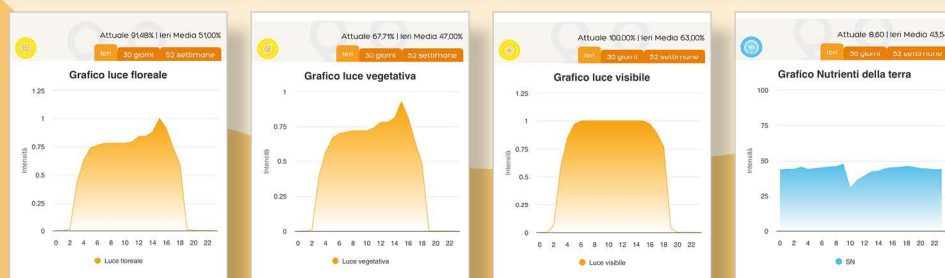 Attuale 91,48% | Ieri Media 51,00%
Ieri 30 giorni 52 settimane
Grafico luce floreale
1.25
1
0.75
0.5
0.25
0
Intensità
0 2 4 6 8 10 12 14 16 18 20 22
Luce floreale
Attuale 67,71% | Ieri Media 47,00%
Ieri 30 giorni 52 settimane
Grafico luce vegetativa
1
0.75
0.5
0.25
0
Intensità
0 2 4 6 8 10 12 14 16 18 20 22
Luce vegetativa
Attuale 100,00% | Ieri Media 63,00%
Ieri 30 giorni 52 settimane
Grafico luce visibile
1.25
1
0.75
0.5
0.25
0
Intensità
0 2 4 6 8 10 12 14 16 18 20 22
Luce visibile
Attuale 8,60 | Ieri Media 43,5
Ieri 30 giorni 52 settimane
Grafico Nutrienti della terra
100
75
50
25
0
Intensità
0 2 4 6 8 10 12 14 16 18 20 22
SN